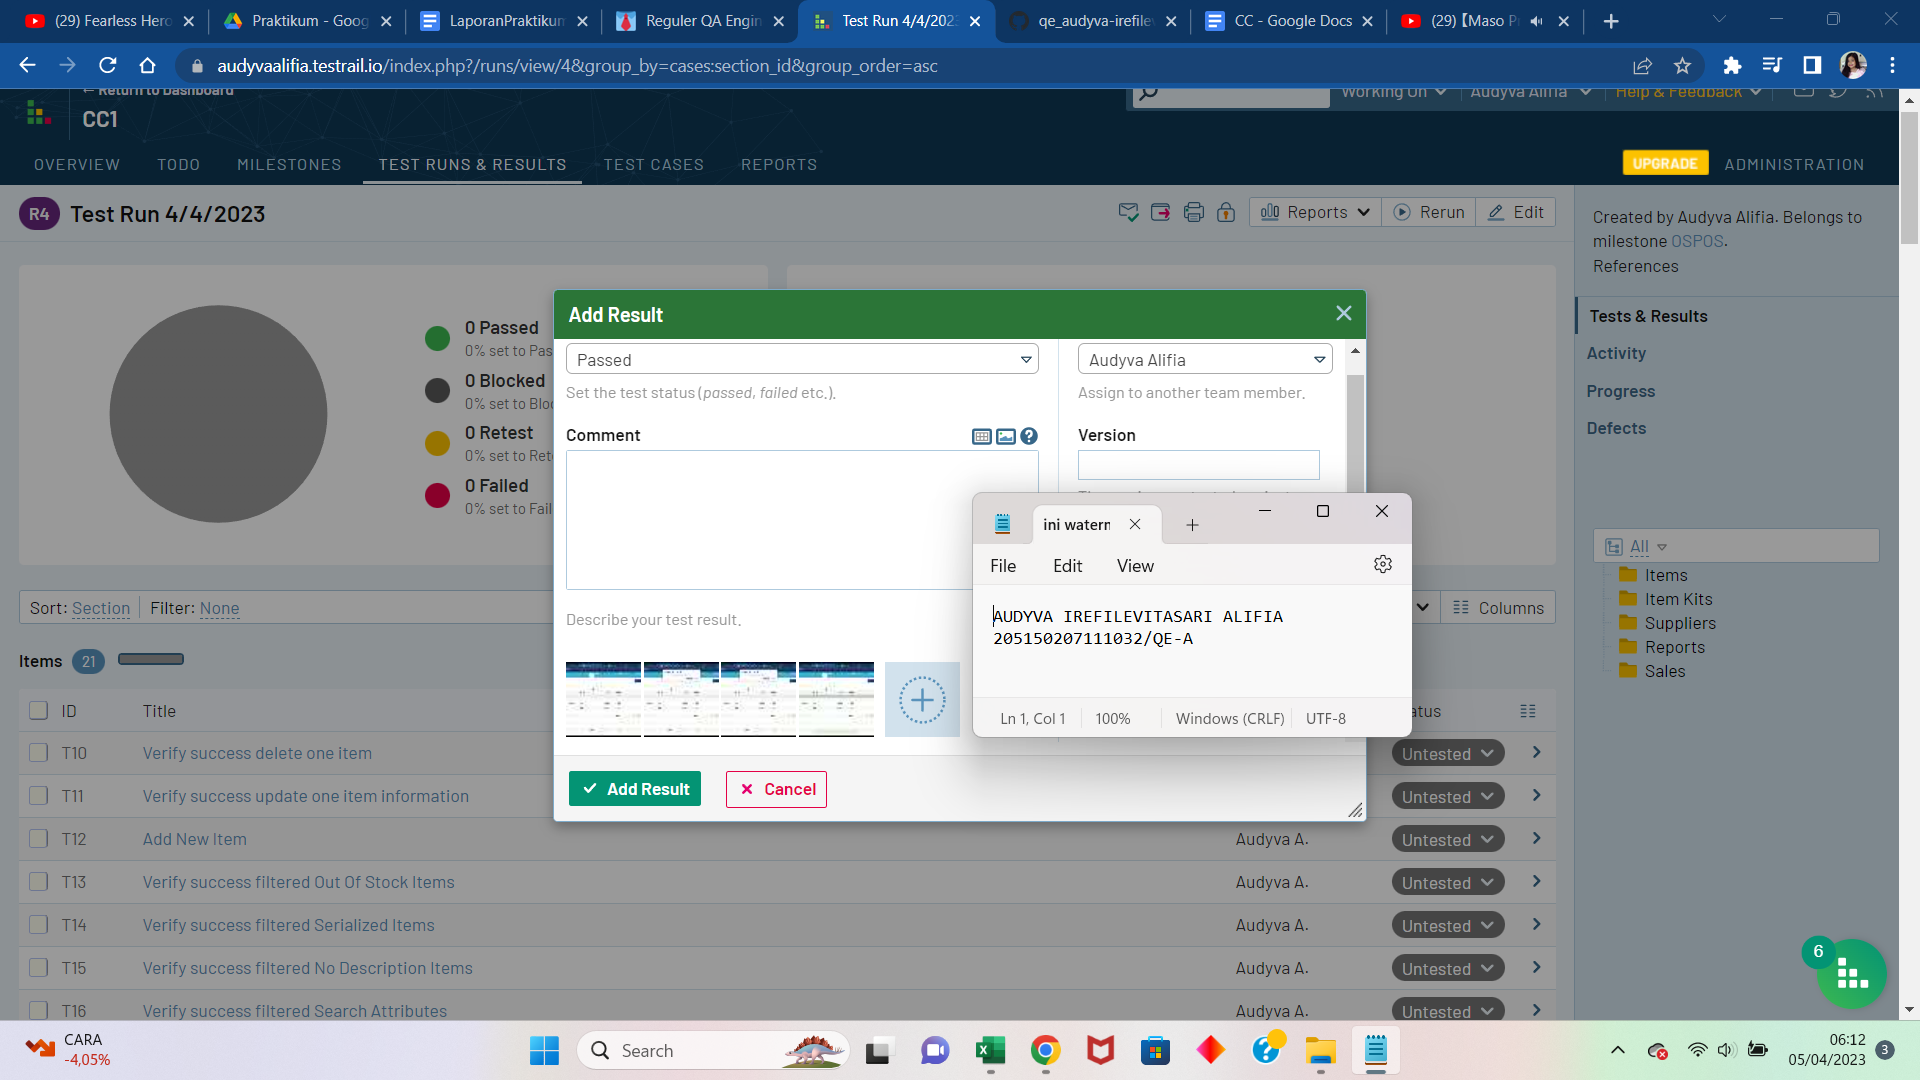 (29) Fearless Hero
Praktikum - Goog
LaporanPraktikum
Reguler QA Engin
Test Run 4/4/202
qe_audyva-irefilev
CC - Google Docs
(29) 【Maso P
audyvaalifia.testrail.io/index.php?/runs/view/4&group_by=cases:section_id&group_order=asc
← Return to Dashboard
CC1
Working On
Audyva Alifia
Help & Feedback
OVERVIEW
TODO
MILESTONES
TEST RUNS & RESULTS
TEST CASES
REPORTS
UPGRADE
ADMINISTRATION
R4
Test Run 4/4/2023
Reports
Rerun
Edit
Created by Audyva Alifia. Belongs to
milestone OSPOS.
References
Tests & Results
Activity
Progress
Defects
0 Passed
0% set to Pas
0 Blocked
0% set to Bloc
0 Retest
0% set to Ret
0 Failed
0% set to Fail
Add Result
Passed
Set the test status (passed, failed etc.).
Audyva Alifia
Assign to another team member.
Comment
Version
Describe your test result.
Add Result
Cancel
ini watern
File
Edit
View
AUDYVA IREFILEVITASARI ALIFIA
205150207111032/QE-A
Ln 1, Col 1
100%
Windows (CRLF)
UTF-8
All
Items
Item Kits
Suppliers
Reports
Sales
Sort: Section
Filter: None
Columns
Items 21
ID
Title
atus
T10
Verify success delete one item
Untested
T11
Verify success update one item information
Untested
T12
Add New Item
Audyva A.
Untested
T13
Verify success filtered Out Of Stock Items
Audyva A.
Untested
T14
Verify success filtered Serialized Items
Audyva A.
Untested
T15
Verify success filtered No Description Items
Audyva A.
Untested
T16
Verify success filtered Search Attributes
Audyva A.
Untested
6
CARA
-4,05%
Search
06:12
05/04/2023
3